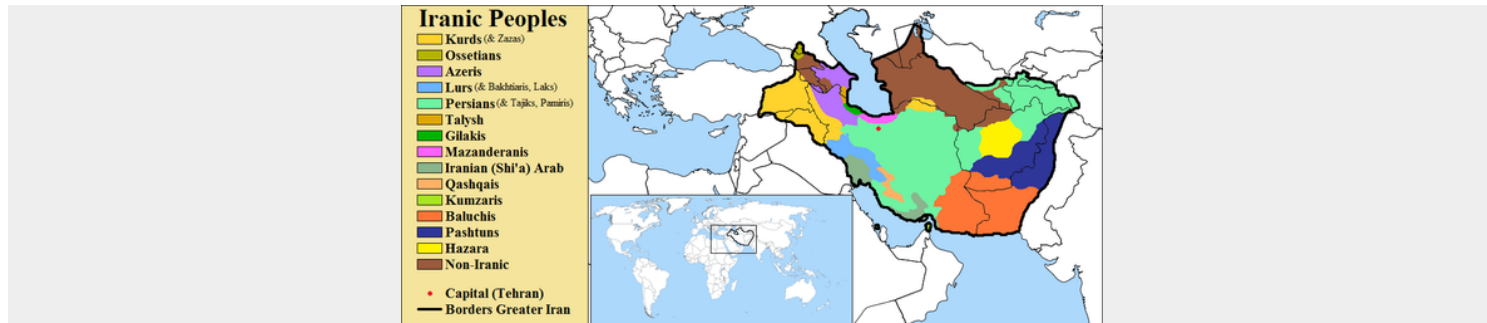 Iranic Peoples
Kurds (& Zazas)
Ossetians
Azeris
Lurs (& Bakhtiaris, Laks)
Persians (& Tajiks, Pamiris)
Talysh
Gilakis
Mazanderanis
Iranian (Shi'a) Arab
Qashqais
Kumzaris
Baluchis
Pashtuns
Hazara
Non-Iranic
Capital (Tehran)
Borders Greater Iran